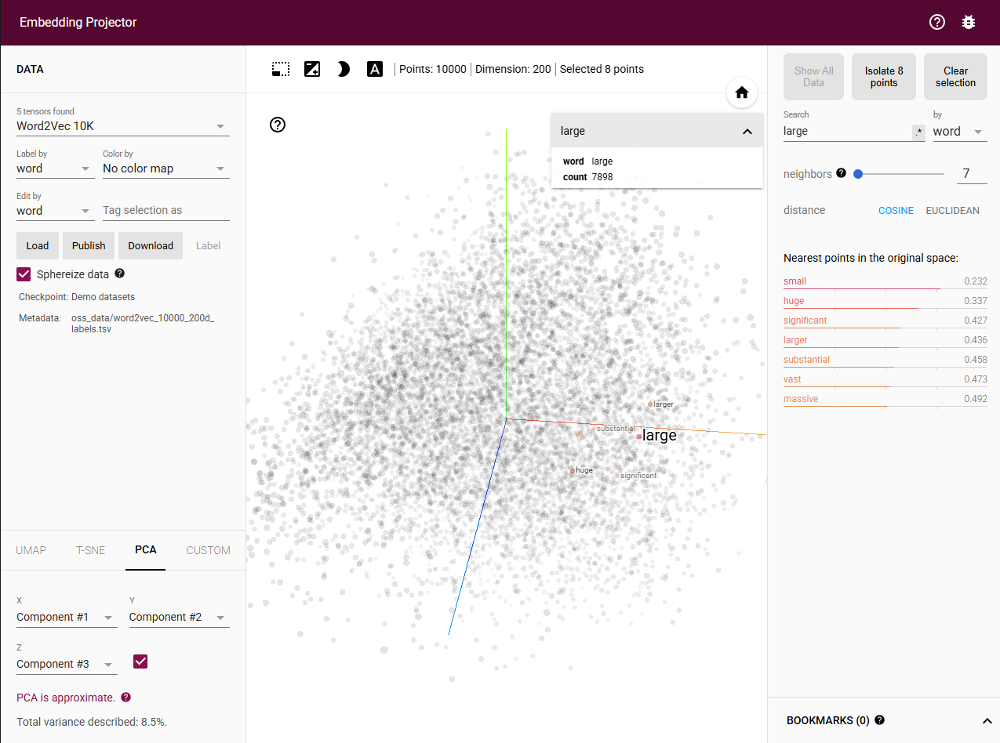 Embedding Projector
DATA
5 tensors found
Word2Vec 10K
Label by
Color by
word
No color map
Edit by
word
Tag selection as
Load
Publish
Download
Label
Sphereize data
Checkpoint: Demo datasets
Metadata: oss_data/word2vec_10000_200d_
labels.tsv
UMAP
T-SNE
PCA
CUSTOM
X
Y
Component #1
Component #2
Z
Component #3
PCA is approximate.
Total variance described: 8.5%.
A
Points: 10000
Dimension: 200
Selected 8 points
large
word large
count 7898
larger
substantial
large
huge
significant
Show All
Data
Isolate 8
points
Clear
selection
Search
by
large
.*
word
neighbors
7
distance
COSINE
EUCLIDEAN
Nearest points in the original space:
small 0.232
huge 0.337
significant 0.427
larger 0.436
substantial 0.458
vast 0.473
massive 0.492
BOOKMARKS (0)